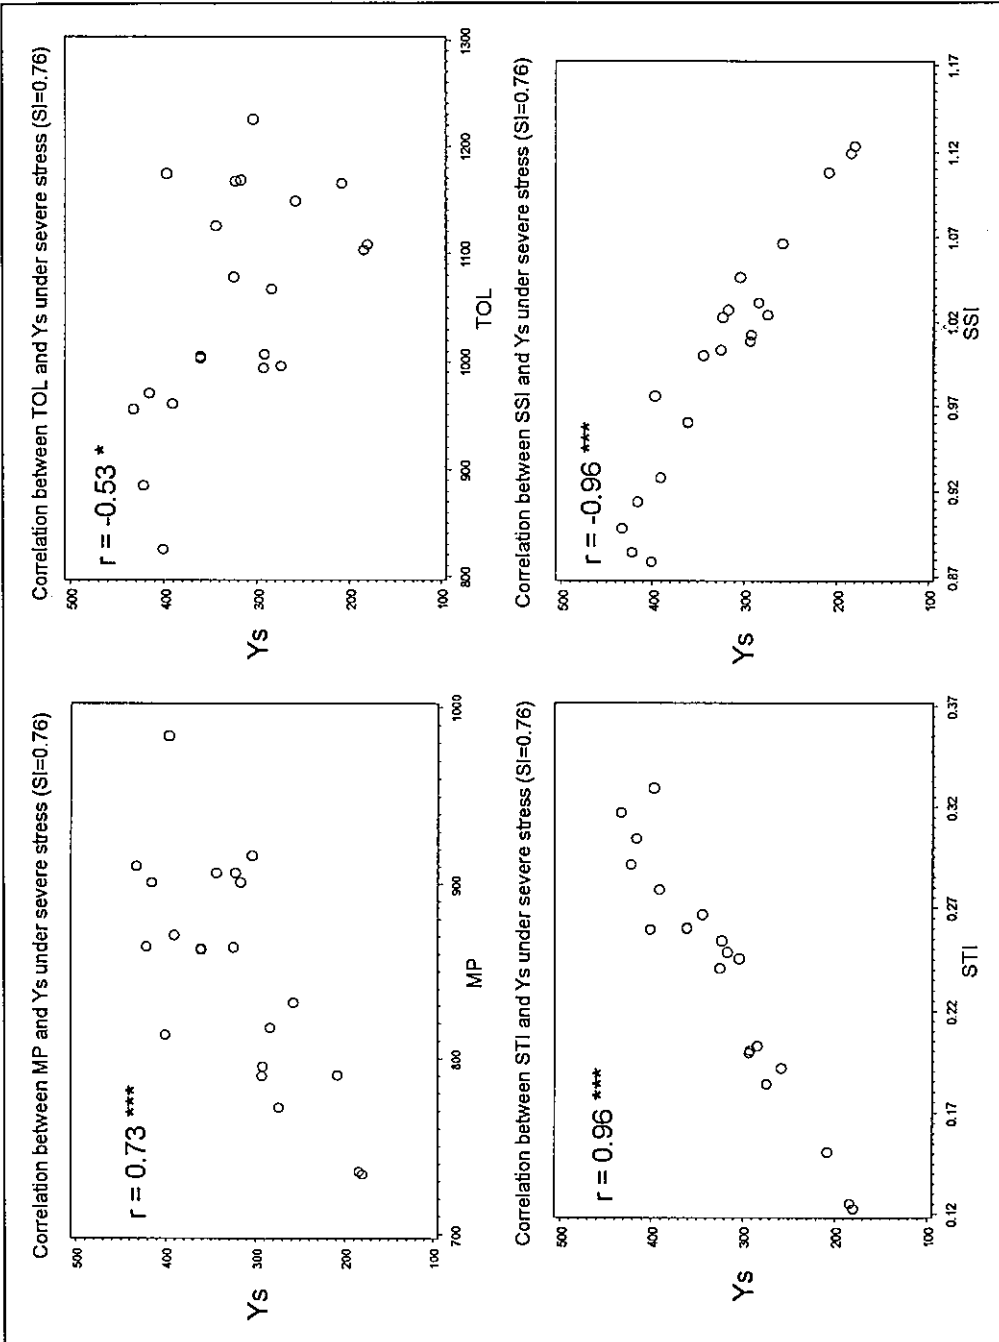 Correlation between MP and Ys under severe stress (SI=0.76)
r = 0.73 ***
Ys
500
400
300
200
100
700
800
900
1000
MP
Correlation between TOL and Ys under severe stress (SI=0.76)
r = -0.53 *
Ys
500
400
300
200
100
800
900
1000
1100
1200
1300
TOL
Correlation between STI and Ys under severe stress (SI=0.76)
r = 0.96 ***
Ys
500
400
300
200
100
0.12
0.17
0.22
0.27
0.32
0.37
STI
Correlation between SSI and Ys under severe stress (SI=0.76)
r = -0.96 ***
Ys
500
400
300
200
100
0.87
0.92
0.97
1.02
1.07
1.12
1.17
SSI